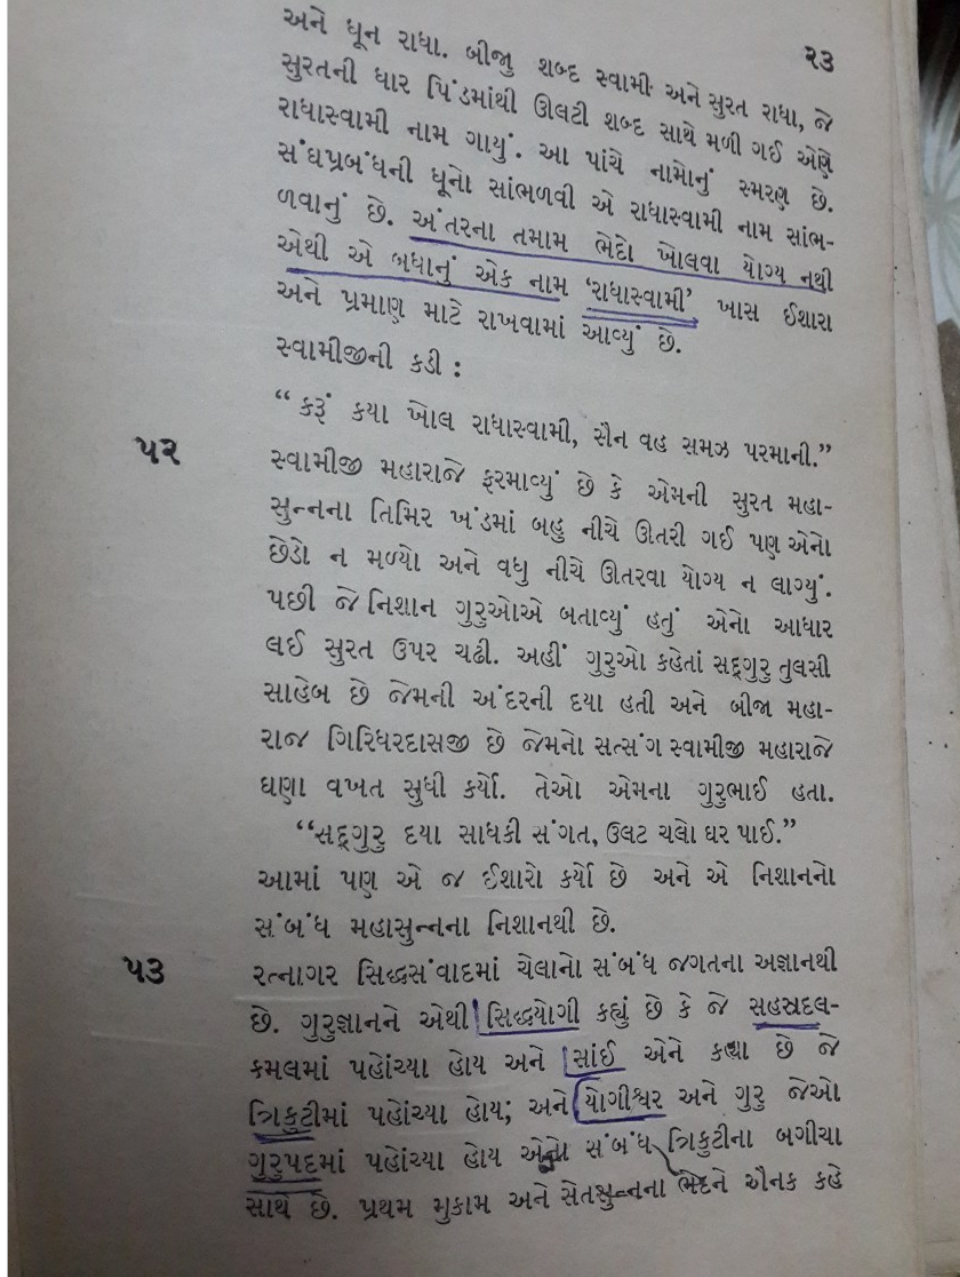 ૨૩
અને ધૂન રાધા. બીજુ શબ્દ સ્વામી અને સુરત રાધા, જે
સુરતની ધાર પિંડમાંથી ઊલટી શબ્દ સાથે મળી ગઈ એણે
રાધાસ્વામી નામ ગાયું. આ પાંચે નામોનું સ્મરણ છે.
સંઘપ્રબંધની ધૂનો સાંભળવી એ રાધાસ્વામી નામ સાંભ-
ળવાનું છે. અંતરના તમામ ભેદો ખોલવા યોગ્ય નથી
એથી એ બધાનું એક નામ ‘રાધાસ્વામી’ ખાસ ઈશારા
અને પ્રમાણ માટે રાખવામાં આવ્યું છે.
સ્વામીજીની કડી :
“કરૂં કયા ખોલ રાધાસ્વામી, સૈન વહ સમઝ પરમાની.”
૫૨ સ્વામીજી મહારાજે ફરમાવ્યું છે કે એમની સુરત મહા-
સુન્નના તિમિર ખંડમાં બહુ નીચે ઊતરી ગઈ પણ એનો
છેડો ન મળ્યો અને વધુ નીચે ઊતરવા યોગ્ય ન લાગ્યું.
પછી જે નિશાન ગુરુઓએ બતાવ્યું હતું એનો આધાર
લઈ સુરત ઉપર ચઢી. અહીં ગુરુઓ કહેતાં સદ્ગુરુ તુલસી
સાહેબ છે જેમની અંદરની દયા હતી અને બીજા મહા-
રાજ ગિરિધરદાસજી છે જેમનો સત્સંગ સ્વામીજી મહારાજે
ઘણા વખત સુધી કર્યો. તેઓ એમના ગુરુભાઈ હતા.
“સદ્ગુરુ દયા સાધકી સંગત, ઉલટ ચલો ઘર પાઈ.”
આમાં પણ એ જ ઈશારો કર્યો છે અને એ નિશાનનો
સંબંધ મહાસુન્નના નિશાનથી છે.
૫૩ રત્નાગર સિદ્ધસંવાદમાં ચેલાનો સંબંધ જગતના અજ્ઞાનથી
છે. ગુરુજ્ઞાનને એથી સિદ્ધયોગી કહ્યું છે કે જે સહસ્રદલ-
કમલમાં પહોંચ્યા હોય અને સાંઈ એને કહ્યા છે જે
ત્રિકુટીમાં પહોંચ્યા હોય; અને યોગીશ્વર અને ગુરુ જેઓ
ગુરુપદમાં પહોંચ્યા હોય એનો સંબંધ ત્રિકુટીના બગીચા
સાથે છે. પ્રથમ મુકામ અને સેતસુન્નના ભેદને ઐનક કહે